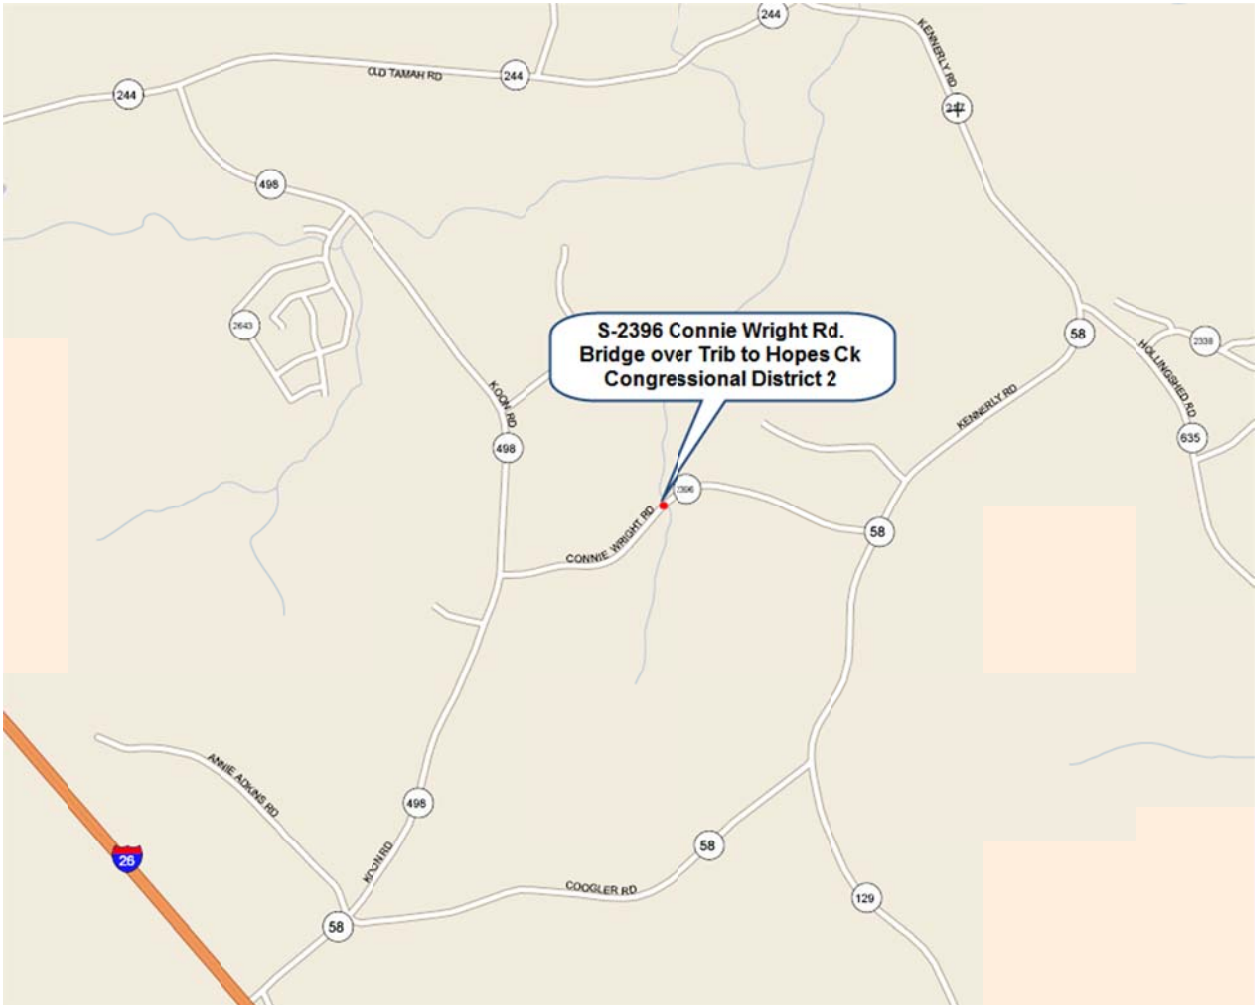 244
KENNERLY RD
OLD TAMAH RD
244
244
498
2643
S-2396 Connie Wright Rd.
Bridge over Trib to Hopes Ck
Congressional District 2
58
2338
HOLLINGSHED RD
KOON RD
KENNERLY RD
498
635
2396
CONNIE WRIGHT RD
58
ANNIE ADKINS RD
498
26
KOON RD
58
COOGLER RD
129
58